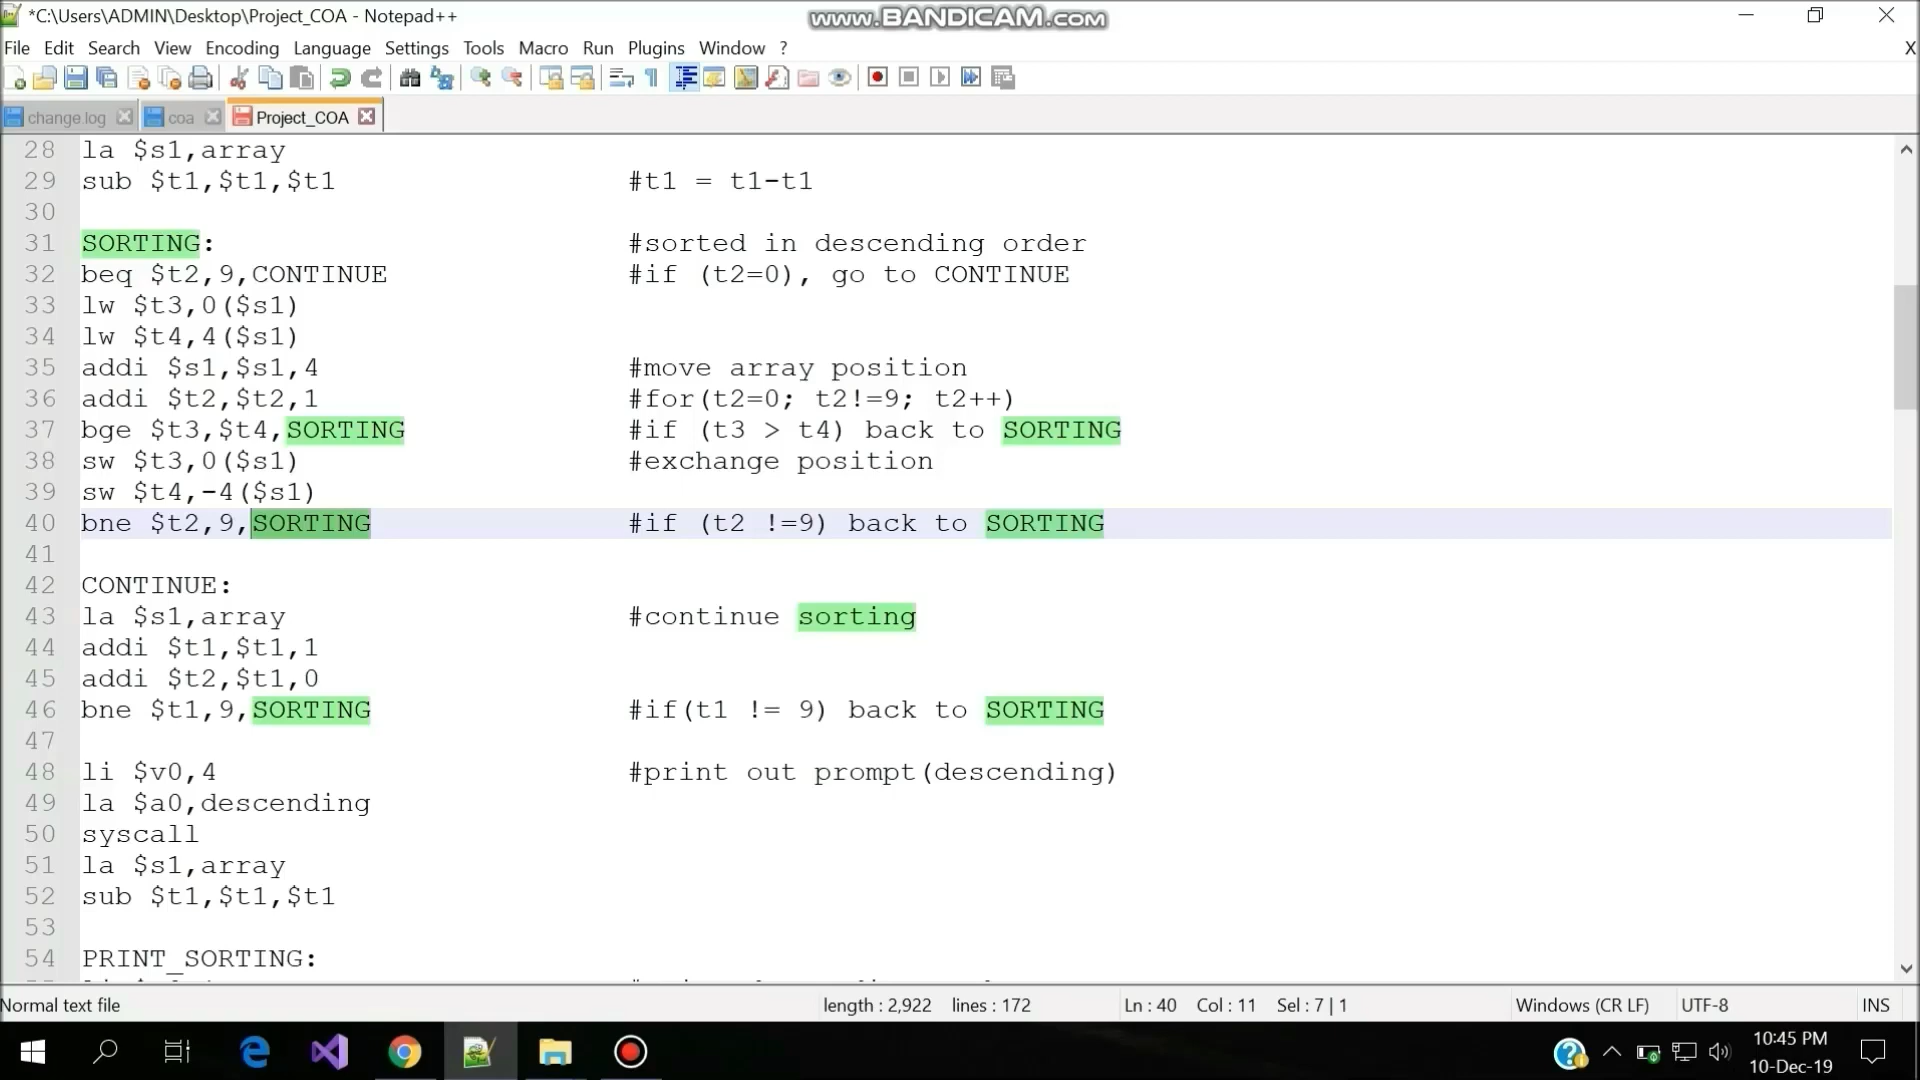 *C:\Users\ADMIN\Desktop\Project_COA - Notepad++
www.BANDICAM.com
File Edit Search View Encoding Language Settings Tools Macro Run Plugins Window ? X
change.log coa Project_COA
28 la $s1,array
29 sub $t1,$t1,$t1 #t1 = t1-t1
30
31 SORTING: #sorted in descending order
32 beq $t2,9,CONTINUE #if (t2=0), go to CONTINUE
33 lw $t3,0($s1)
34 lw $t4,4($s1)
35 addi $s1,$s1,4 #move array position
36 addi $t2,$t2,1 #for(t2=0; t2!=9; t2++)
37 bge $t3,$t4,SORTING #if (t3 > t4) back to SORTING
38 sw $t3,0($s1) #exchange position
39 sw $t4,-4($s1)
40 bne $t2,9,SORTING #if (t2 !=9) back to SORTING
41
42 CONTINUE:
43 la $s1,array #continue sorting
44 addi $t1,$t1,1
45 addi $t2,$t1,0
46 bne $t1,9,SORTING #if(t1 != 9) back to SORTING
47
48 li $v0,4 #print out prompt(descending)
49 la $a0,descending
50 syscall
51 la $s1,array
52 sub $t1,$t1,$t1
53
54 PRINT_SORTING:
Normal text file length : 2,922 lines : 172 Ln : 40 Col : 11 Sel : 7 | 1 Windows (CR LF) UTF-8 INS
10:45 PM
10-Dec-19